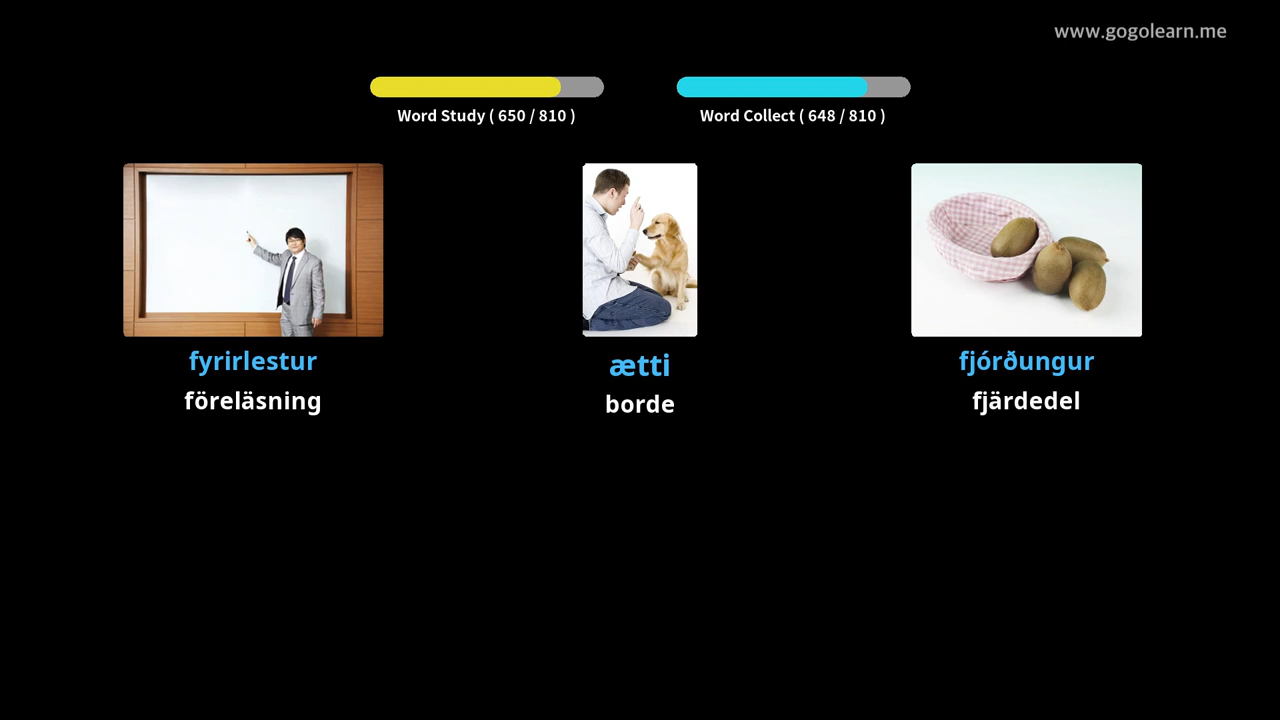 www.gogolearn.me
Word Study ( 650 / 810 )
Word Collect ( 648 / 810 )
fyrirlestur
föreläsning
ætti
borde
fjórðungur
fjärdedel